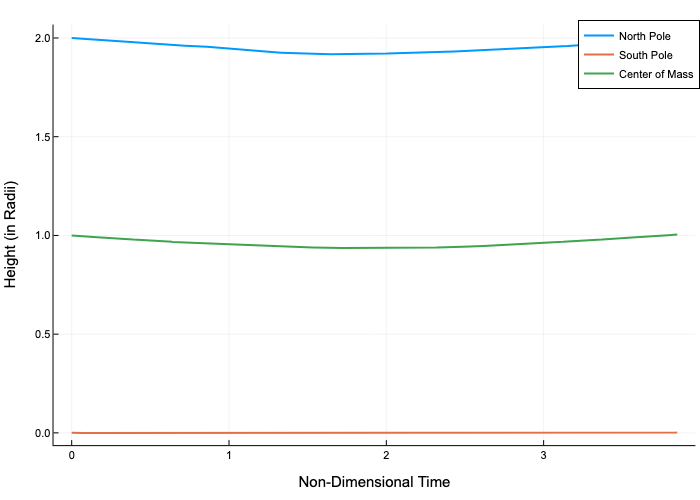 North Pole
South Pole
Center of Mass
2.0
1.5
1.0
0.5
0.0
Height (in Radii)
0 1 2 3
Non-Dimensional Time